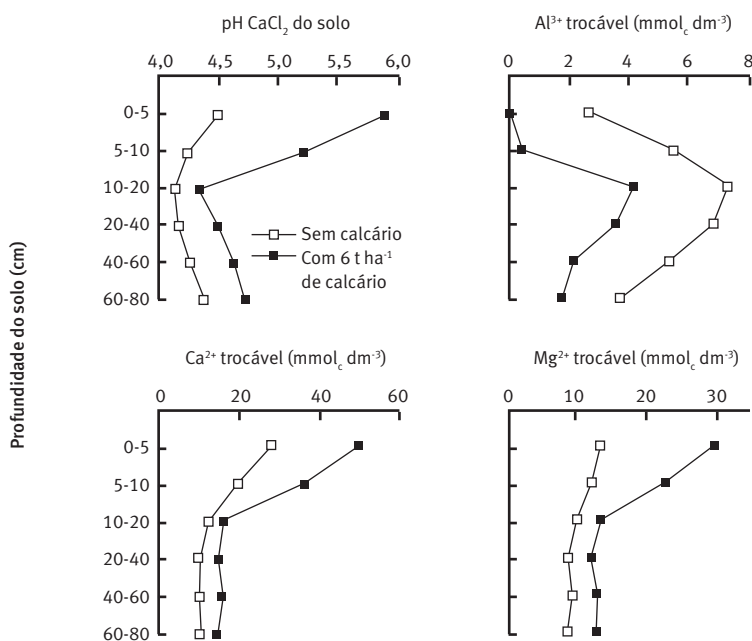 pH CaCl₂ do solo
4,0 4,5 5,0 5,5 6,0
0-5
5-10
10-20
20-40
40-60
60-80
Sem calcário
Com 6 t ha⁻¹
de calcário
Al³⁺ trocável (mmol꜀ dm⁻³)
0 2 4 6 8
Profundidade do solo (cm)
Ca²⁺ trocável (mmol꜀ dm⁻³)
0 20 40 60
0-5
5-10
10-20
20-40
40-60
60-80
Mg²⁺ trocável (mmol꜀ dm⁻³)
0 10 20 30